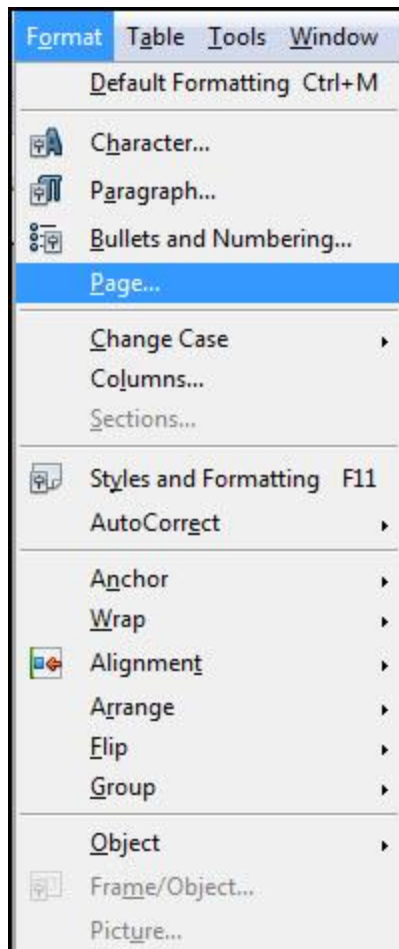 Format Table Tools Window
Default Formatting Ctrl+M
Character...
Paragraph...
Bullets and Numbering...
Page...
Change Case
Columns...
Sections...
Styles and Formatting F11
AutoCorrect
Anchor
Wrap
Alignment
Arrange
Flip
Group
Object
Frame/Object...
Picture...